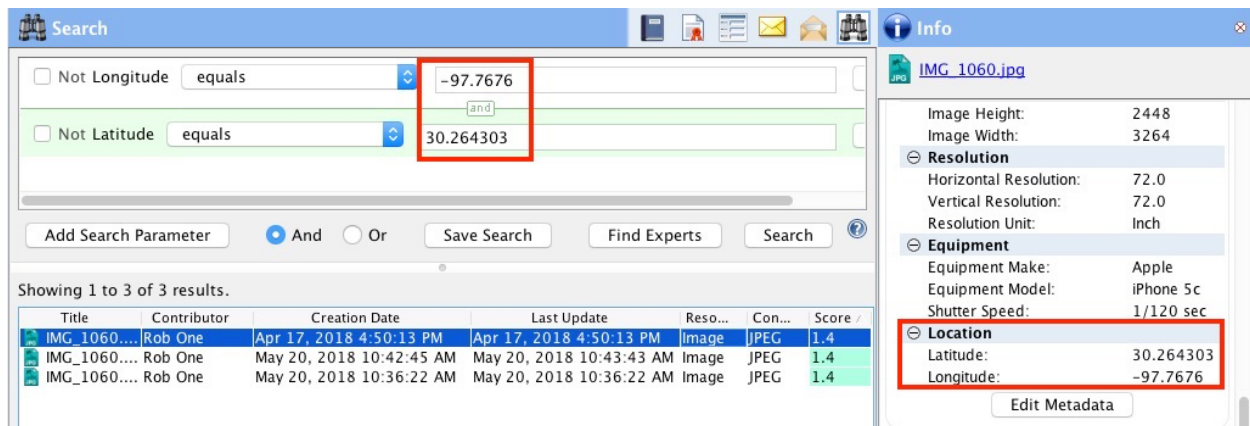 Search
Not Longitude equals -97.7676
and
Not Latitude equals 30.264303
Add Search Parameter And Or Save Search Find Experts Search ?
Showing 1 to 3 of 3 results.
Title Contributor Creation Date Last Update Reso... Con... Score
IMG_1060.... Rob One Apr 17, 2018 4:50:13 PM Apr 17, 2018 4:50:13 PM Image JPEG 1.4
IMG_1060.... Rob One May 20, 2018 10:42:45 AM May 20, 2018 10:43:43 AM Image JPEG 1.4
IMG_1060.... Rob One May 20, 2018 10:36:22 AM May 20, 2018 10:36:22 AM Image JPEG 1.4
Info
JPG IMG_1060.jpg
Image Height: 2448
Image Width: 3264
Resolution
Horizontal Resolution: 72.0
Vertical Resolution: 72.0
Resolution Unit: Inch
Equipment
Equipment Make: Apple
Equipment Model: iPhone 5c
Shutter Speed: 1/120 sec
Location
Latitude: 30.264303
Longitude: -97.7676
Edit Metadata